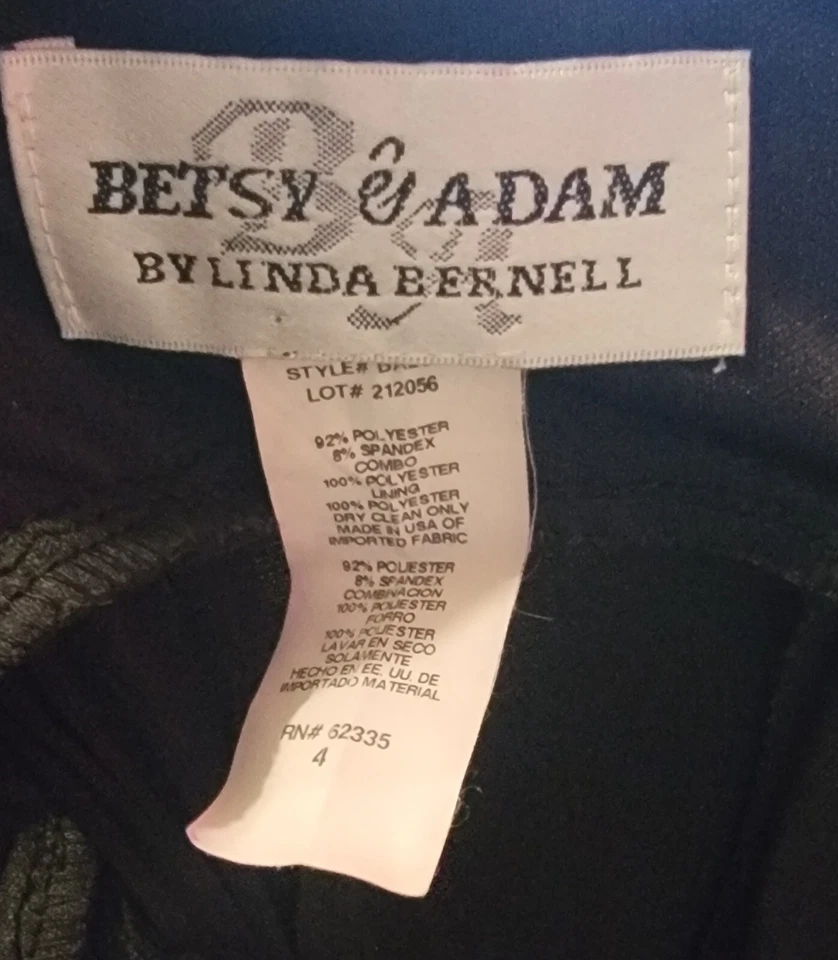 BETSY & ADAM
BY LINDA BERNELL
STYLE#
LOT# 212056
92% POLYESTER
8% SPANDEX
COMBO
100% POLYESTER
LINING
100% POLYESTER
DRY CLEAN ONLY
MADE IN USA OF
IMPORTED FABRIC
92% POLIESTER
8% SPANDEX
COMBINACION
100% POLIESTER
FORRO
100% POLIESTER
LAVAR EN SECO
SOLAMENTE
HECHO EN EE. UU. DE
IMPORTADO MATERIAL
RN# 62335
4